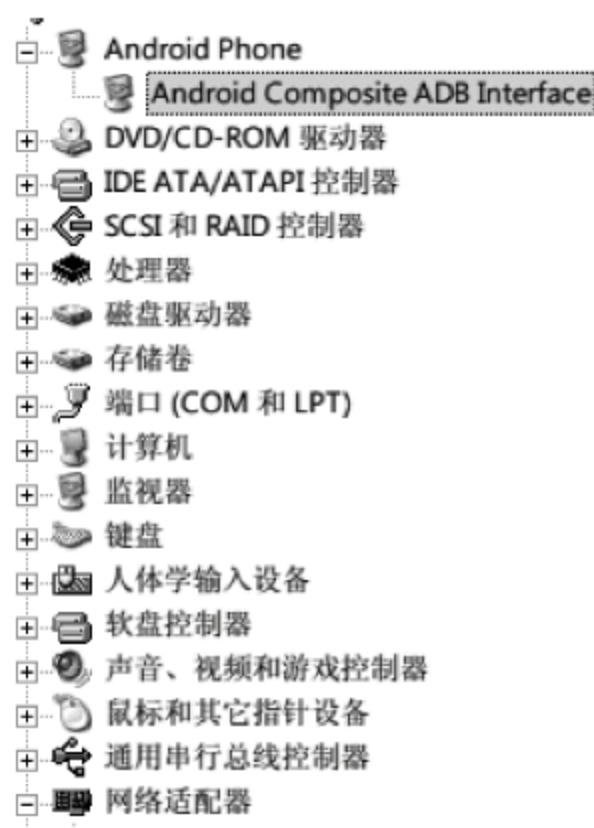 Android Phone
Android Composite ADB Interface
DVD/CD-ROM 驱动器
IDE ATA/ATAPI 控制器
SCSI 和 RAID 控制器
处理器
磁盘驱动器
存储卷
端口 (COM 和 LPT)
计算机
监视器
键盘
人体学输入设备
软盘控制器
声音、视频和游戏控制器
鼠标和其它指针设备
通用串行总线控制器
网络适配器